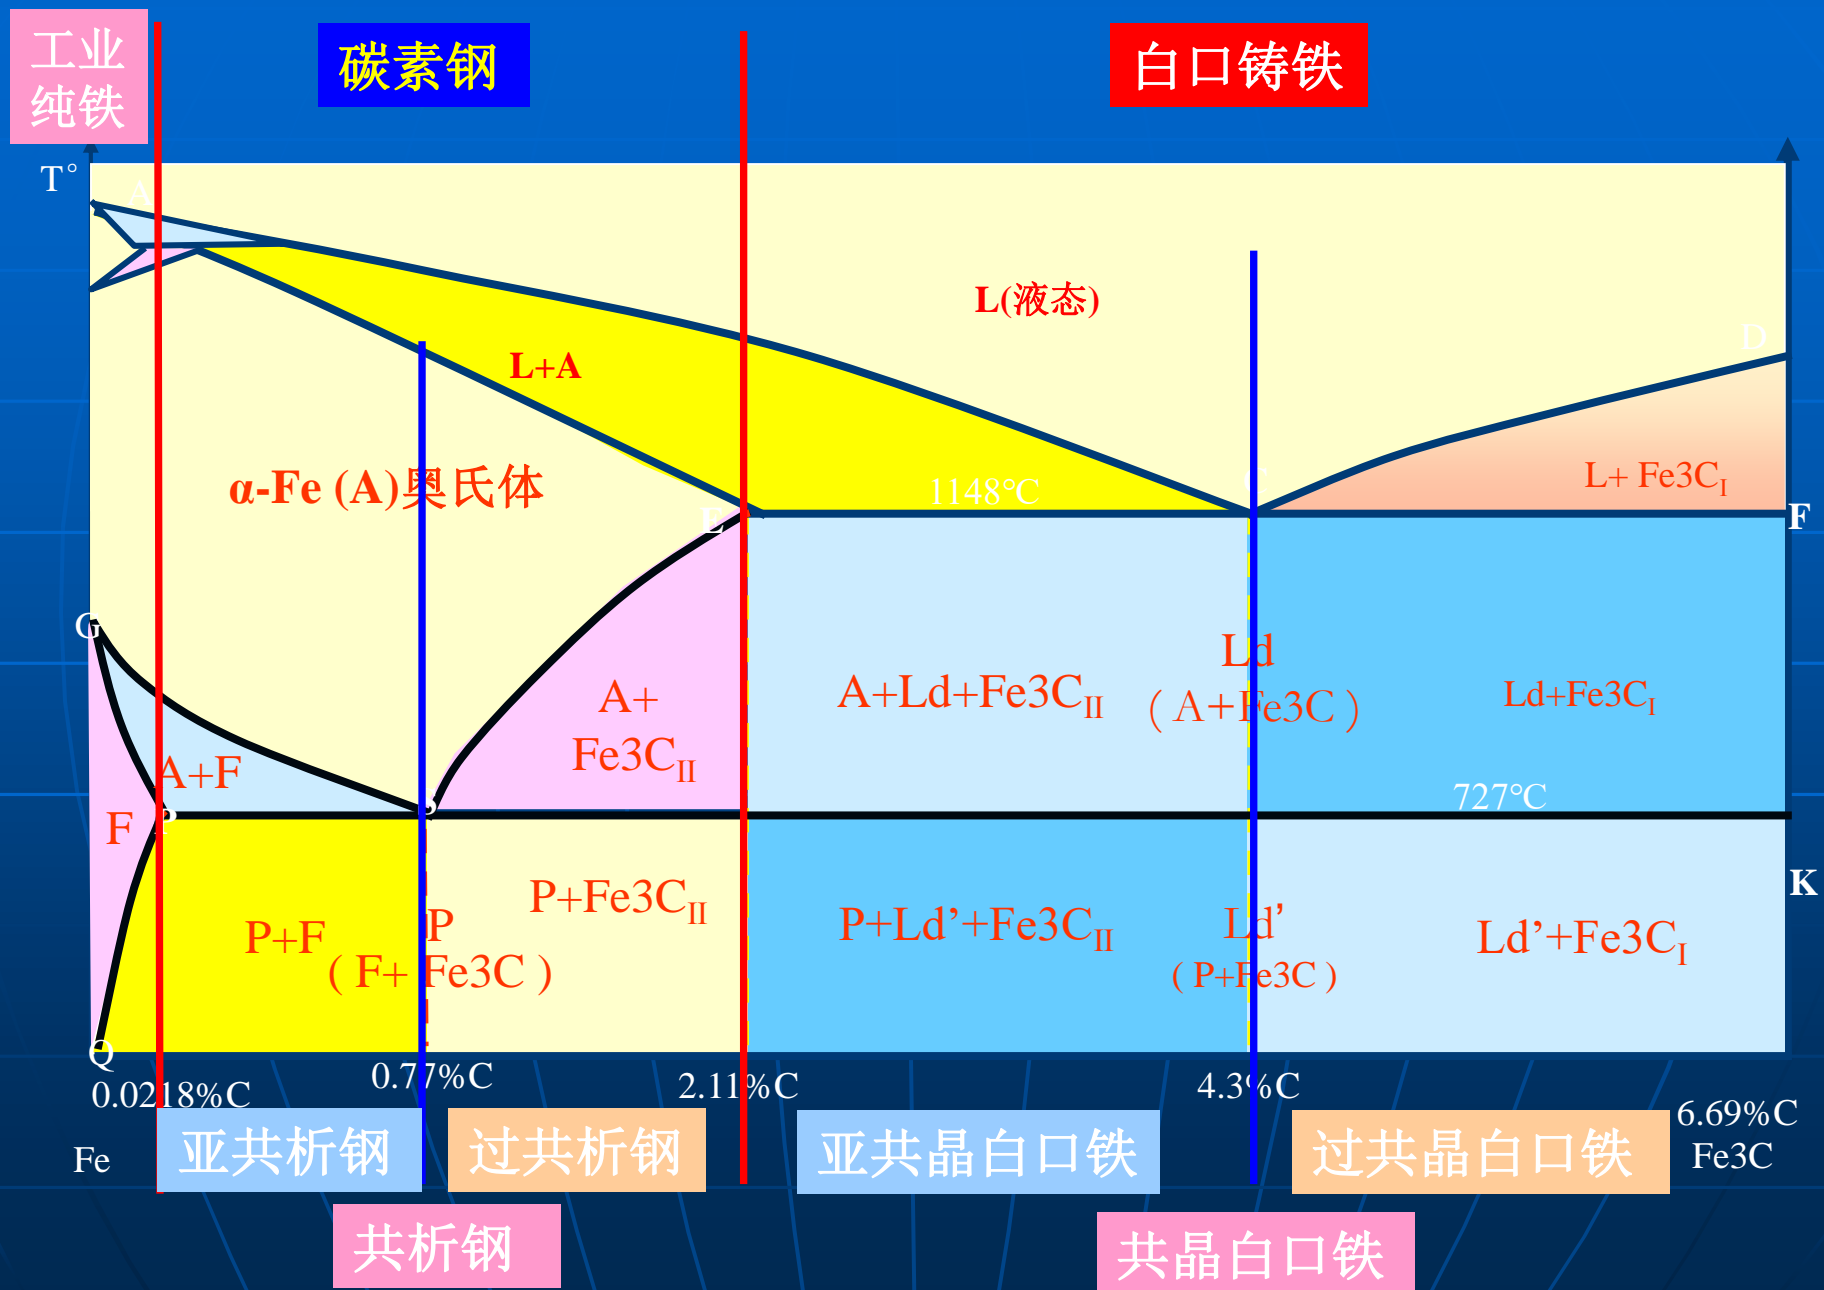 工业
纯铁
碳素钢
白口铸铁
T°
A
L(液态)
D
L+A
L+ Fe3CI
α-Fe (A)奥氏体
1148℃
C
E
F
G
Ld
A+
A+Ld+Fe3CII
(A+Fe3C)
Ld+Fe3CI
Fe3CII
A+F
727℃
F
P
K
P+Fe3CII
P+F
P
P+Ld’+Fe3CII
Ld’
Ld’+Fe3CI
(F+ Fe3C)
(P+Fe3C)
Q
0.0218%C
0.77%C
2.11%C
4.3%C
6.69%C
Fe
Fe3C
亚共析钢
过共析钢
亚共晶白口铁
过共晶白口铁
共析钢
共晶白口铁